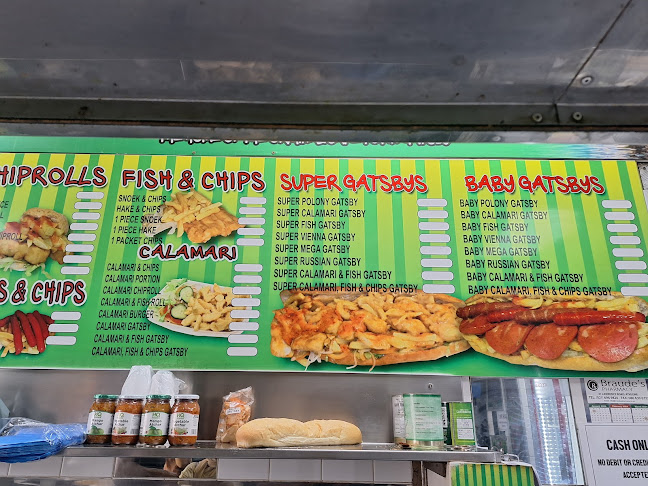 HIPROLLS
FISH & CHIPS
SNOEK & CHIPS
HAKE & CHIPS
1 PIECE SNOEK
1 PIECE HAKE
1 PACKET CHIPS
CALAMARI
CALAMARI & CHIPS
CALAMARI PORTION
CALAMARI CHIPROLL
CALAMARI & FISH ROLL
CALAMARI BURGER
CALAMARI GATSBY
CALAMARI & FISH GATSBY
CALAMARI, FISH & CHIPS GATSBY
S & CHIPS
SUPER GATSBYS
SUPER POLONY GATSBY
SUPER CALAMARI GATSBY
SUPER FISH GATSBY
SUPER VIENNA GATSBY
SUPER MEGA GATSBY
SUPER RUSSIAN GATSBY
SUPER CALAMARI & FISH GATSBY
SUPER CALAMARI, FISH & CHIPS GATSBY
BABY GATSBYS
BABY POLONY GATSBY
BABY CALAMARI GATSBY
BABY FISH GATSBY
BABY VIENNA GATSBY
BABY MEGA GATSBY
BABY RUSSIAN GATSBY
BABY CALAMARI & FISH GATSBY
BABY CALAMARI, FISH & CHIPS GATSBY
Braude's
PHARMACY
CASH ONL
NO DEBIT OR CREDI
ACCEPTE